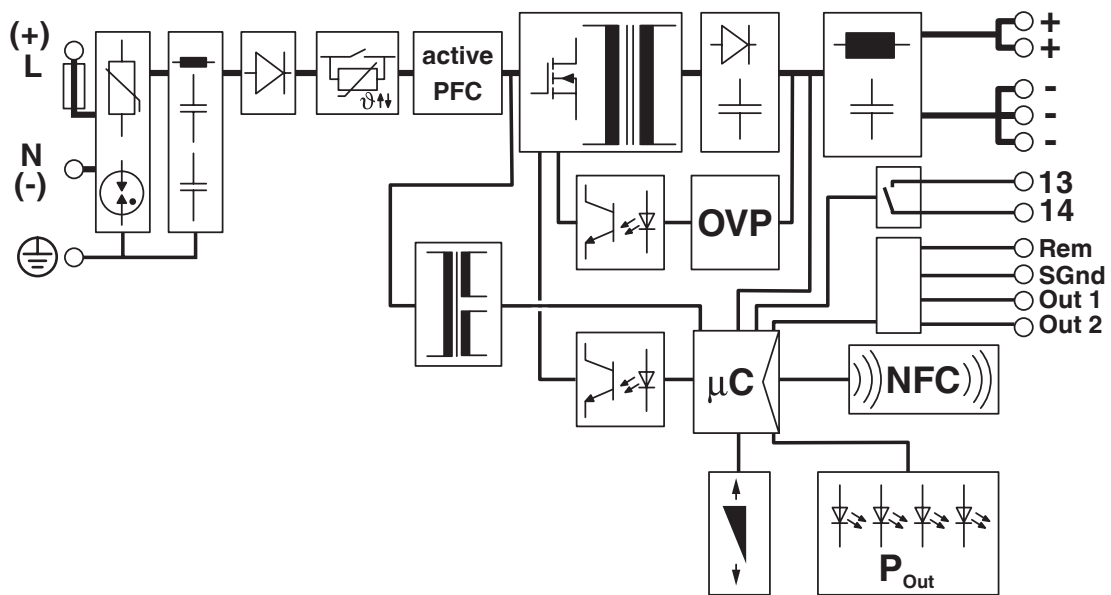 (+)
L
N
(-)
ϑ
active
PFC
OVP
µC
NFC
P Out
+
+
-
-
-
13
14
Rem
SGnd
Out 1
Out 2